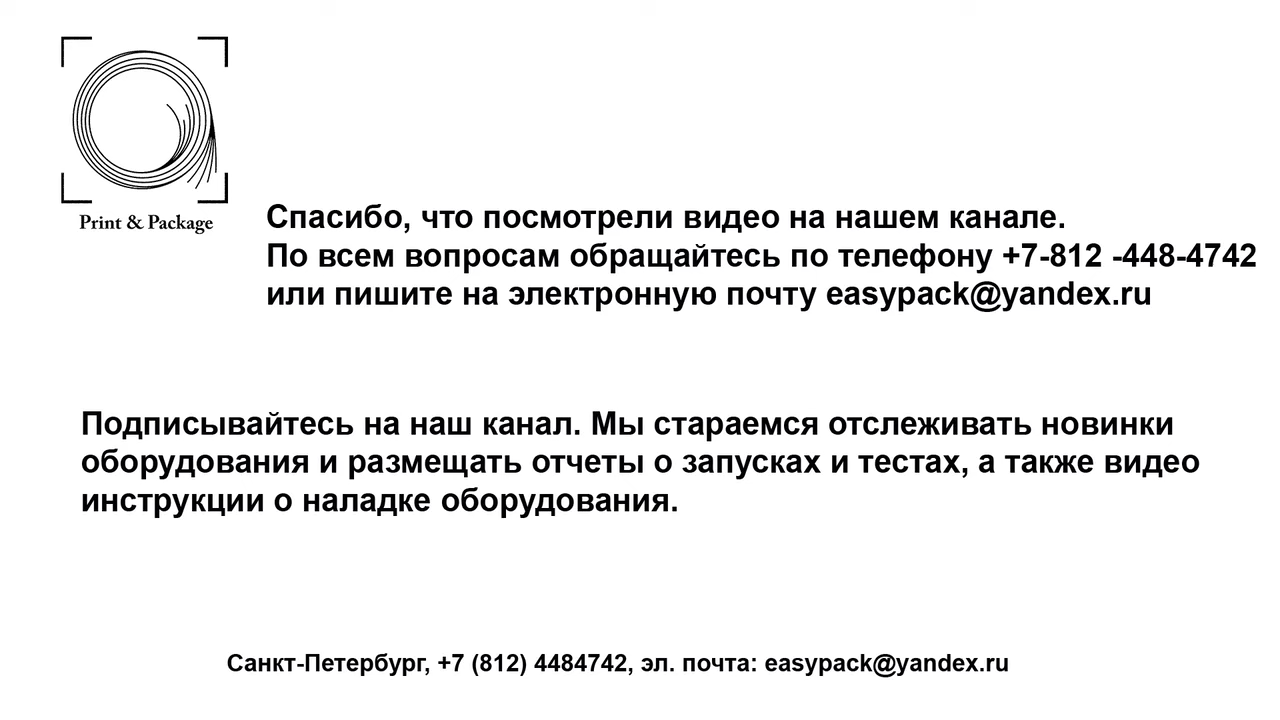 Print & Package
Спасибо, что посмотрели видео на нашем канале.
По всем вопросам обращайтесь по телефону +7-812 -448-4742
или пишите на электронную почту easypack@yandex.ru
Подписывайтесь на наш канал. Мы стараемся отслеживать новинки
оборудования и размещать отчеты о запусках и тестах, а также видео
инструкции о наладке оборудования.
Санкт-Петербург, +7 (812) 4484742, эл. почта: easypack@yandex.ru